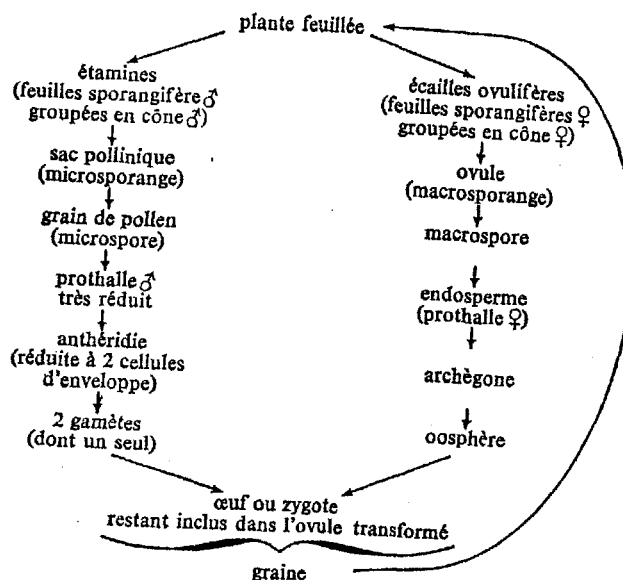 plante feuillée
étamines
(feuilles sporangifère ♂
groupées en cône ♂)
sac pollinique
(microsporange)
grain de pollen
(microspore)
prothalle ♂
très réduit
anthéridie
(réduite à 2 cellules
d'enveloppe)
2 gamètes
(dont un seul)
écailles ovulifères
(feuilles sporangifères ♀
groupées en cône ♀)
ovule
(macrosporange)
macrospore
endosperme
(prothalle ♀)
archègone
oosphère
œuf ou zygote
restant inclus dans l'ovule transformé
graine